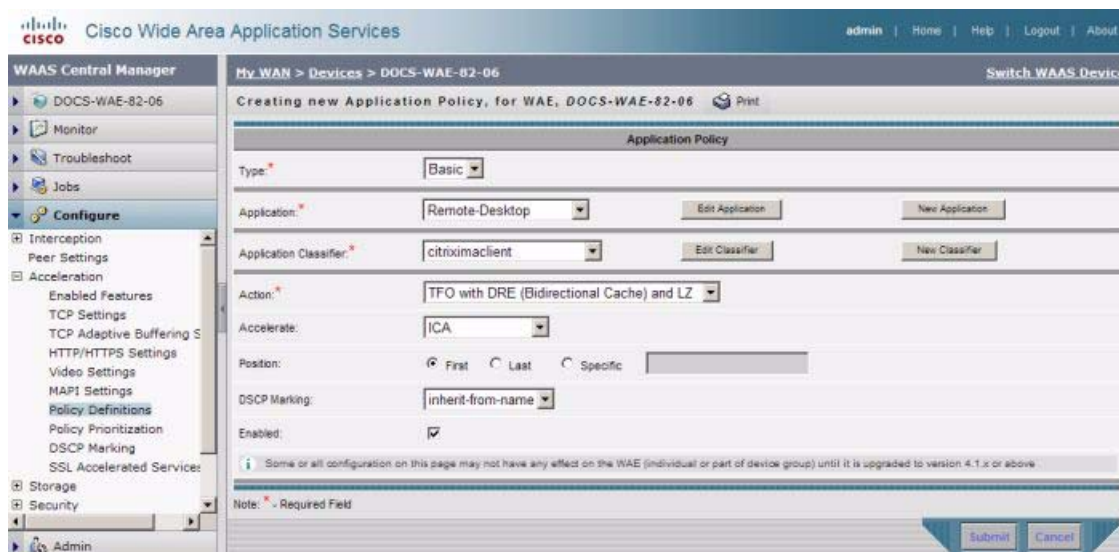 cisco Cisco Wide Area Application Services
admin | Home | Help | Logout | About
WAAS Central Manager
DOCS-WAE-82-06
Monitor
Troubleshoot
Jobs
Configure
Interception
Peer Settings
Acceleration
Enabled Features
TCP Settings
TCP Adaptive Buffering S
HTTP/HTTPS Settings
Video Settings
MAPI Settings
Policy Definitions
Policy Prioritization
DSCP Marking
SSL Accelerated Services
Storage
Security
Admin
My WAN > Devices > DOCS-WAE-82-06
Switch WAAS Device
Creating new Application Policy, for WAE, DOCS-WAE-82-06 Print
Application Policy
Type:* Basic
Application:* Remote-Desktop Edit Application New Application
Application Classifier:* citriximaclient Edit Classifier New Classifier
Action:* TFO with DRE (Bidirectional Cache) and LZ
Accelerate: ICA
Position: First Last Specific
DSCP Marking: inherit-from-name
Enabled:
i Some or all configuration on this page may not have any effect on the WAE (individual or part of device group) until it is upgraded to version 4.1.x or above
Note: * - Required Field
Submit Cancel